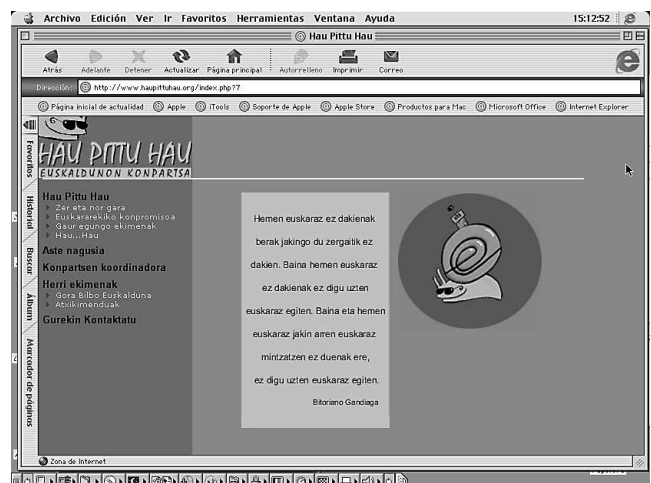 Archivo Edición Ver Ir Favoritos Herramientas Ventana Ayuda 15:12:52
Hau Pittu Hau
Atrás Adelante Detener Actualizar Página principal Autorrelleno Imprimir Correo
Dirección: http://www.haupittuhau.org/index.php?7
Página inicial de actualidad Apple iTools Soporte de Apple Apple Store Productos para Mac Microsoft Office Internet Explorer
Favoritos
Historial
Buscar
Álbum
Marcador de páginas
HAU PITTU HAU
EUSKALDUNON KONPARTSA
Hau Pittu Hau
Zer eta nor gara
Euskararekiko konpromisoa
Gaur egungo ekimenak
Hau...Hau
Aste nagusia
Konpartsen koordinadora
Herri ekimenak
Gora Bilbo Euskalduna
Atxikimenduak
Gurekin Kontaktatu
Hemen euskaraz ez dakienak
berak jakingo du zergaitik ez
dakien. Baina hemen euskaraz
ez dakienak ez digu uzten
euskaraz egiten. Baina eta hemen
euskaraz jakin arren euskaraz
mintzatzen ez duenak ere,
ez digu uzten euskaraz egiten.
Bitoriano Gandiaga
Zona de Internet